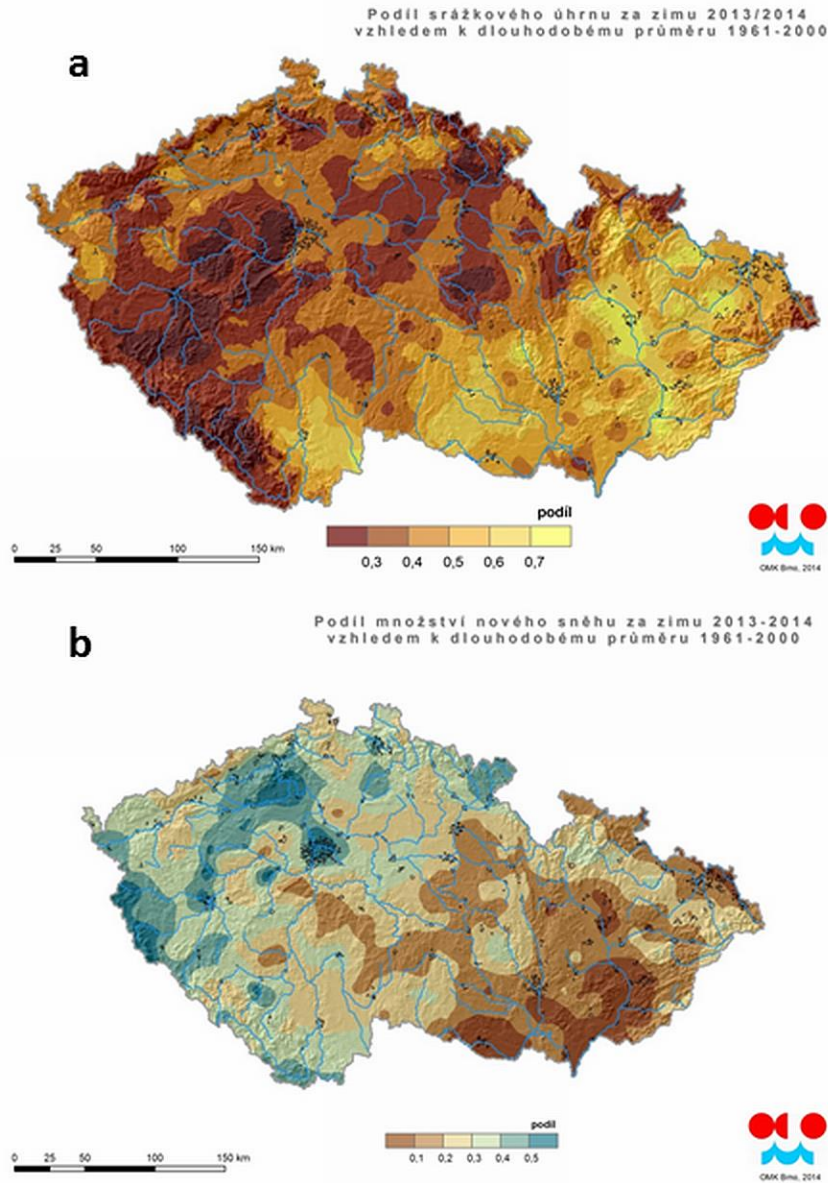 Podíl srážkového úhrnu za zimu 2013/2014
vzhledem k dlouhodobému průměru 1961-2000
a
podíl
0,3 0,4 0,5 0,6 0,7
0 25 50 100 150 km
OMK Brno, 2014
Podíl množství nového sněhu za zimu 2013-2014
vzhledem k dlouhodobému průměru 1961-2000
b
podíl
0,1 0,2 0,3 0,4 0,5
0 25 50 100 150 km
OMK Brno, 2014